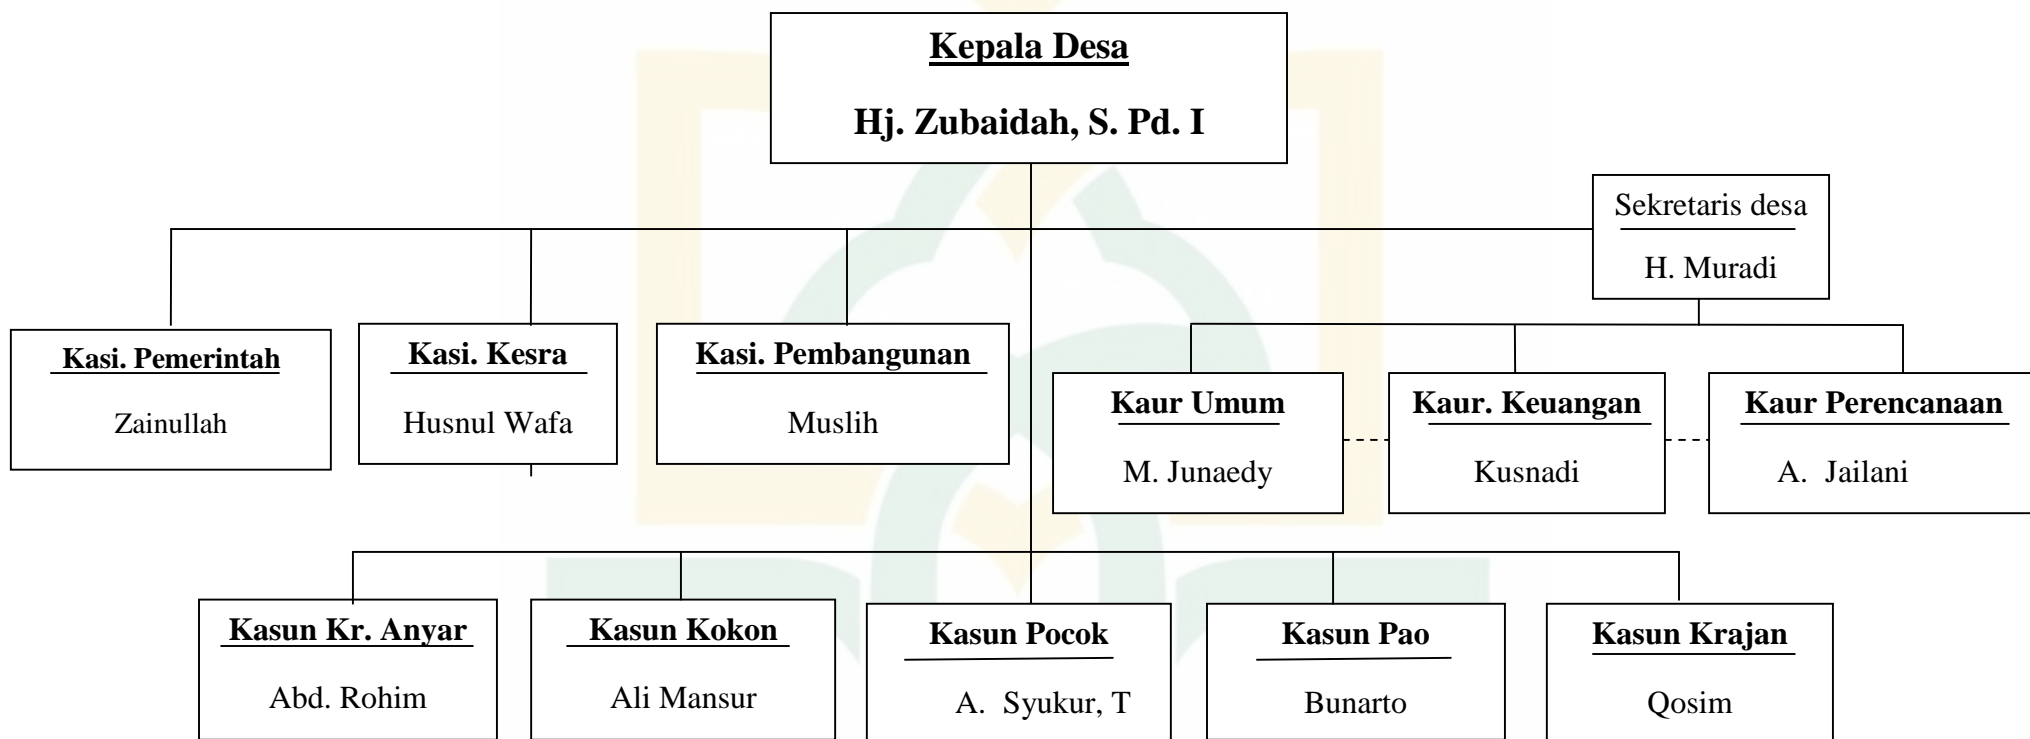 Kepala Desa
Hj. Zubaidah, S. Pd. I
Sekretaris desa
H. Muradi
Kasi. Pemerintah
Zainullah
Kasi. Kesra
Husnul Wafa
Kasi. Pembangunan
Muslih
Kaur Umum
M. Junaedy
Kaur. Keuangan
Kusnadi
Kaur Perencanaan
A. Jailani
Kasun Kr. Anyar
Abd. Rohim
Kasun Kokon
Ali Mansur
Kasun Pocok
A. Syukur, T
Kasun Pao
Bunarto
Kasun Krajan
Qosim